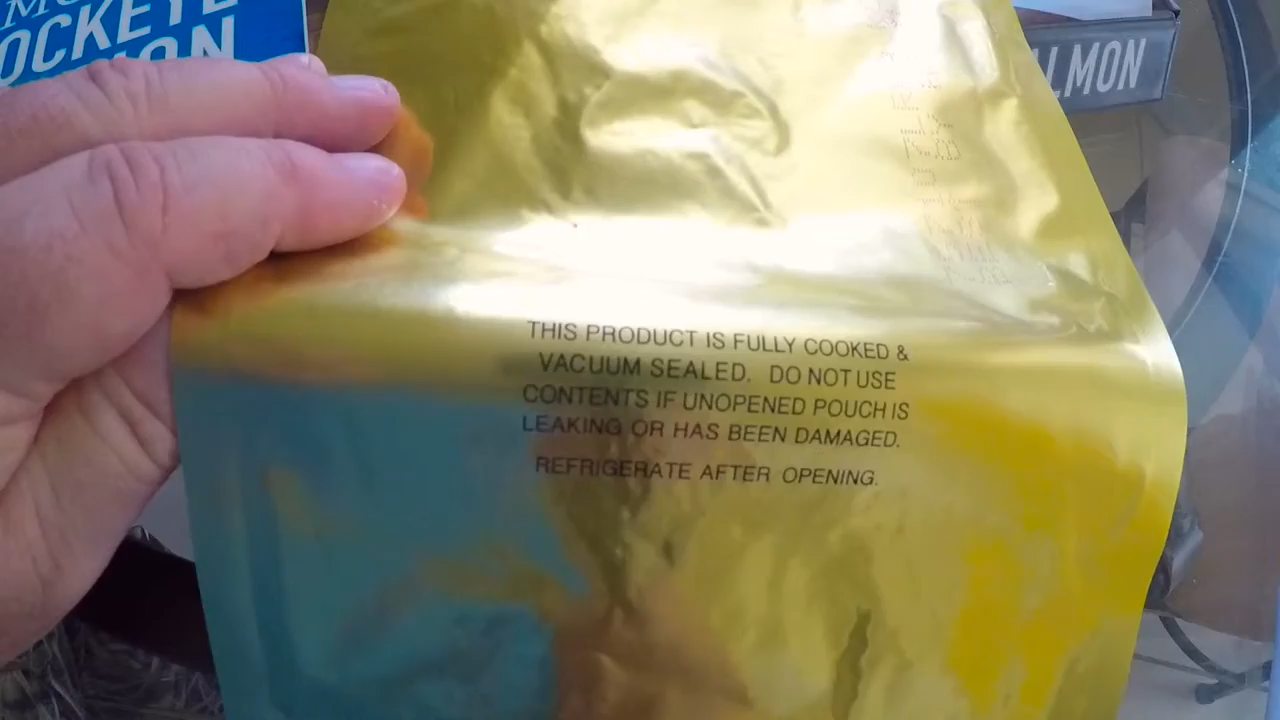 OCKEYE
LMON
THIS PRODUCT IS FULLY COOKED &
VACUUM SEALED. DO NOT USE
CONTENTS IF UNOPENED POUCH IS
LEAKING OR HAS BEEN DAMAGED.
REFRIGERATE AFTER OPENING.